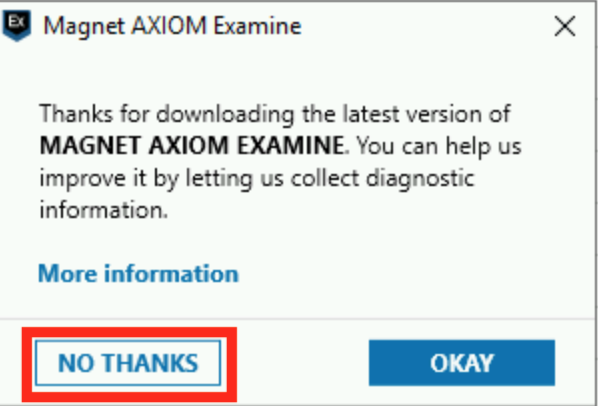 Ex Magnet AXIOM Examine
Thanks for downloading the latest version of
MAGNET AXIOM EXAMINE. You can help us
improve it by letting us collect diagnostic
information.
More information
NO THANKS
OKAY